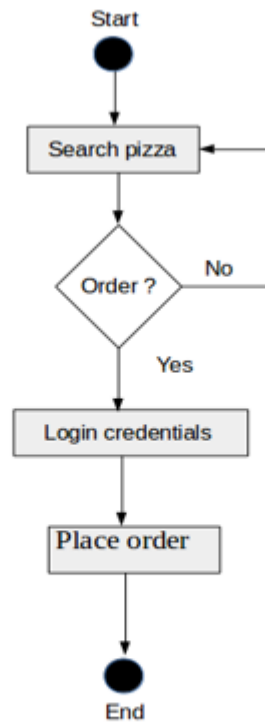 Start
Search pizza
Order ?
No
Yes
Login credentials
Place order
End